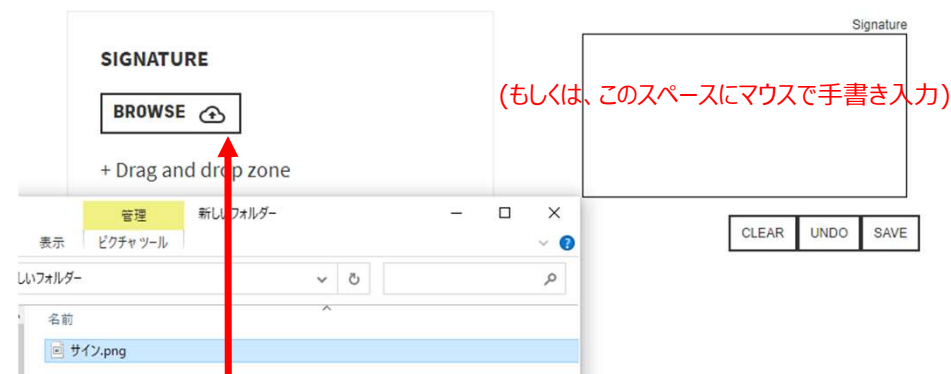 Signature
SIGNATURE
BROWSE
(もしくは、このスペースにマウスで手書き入力)
+ Drag and drop zone
管理 新しいフォルダー
表示 ピクチャ ツール
CLEAR UNDO SAVE
しいフォルダー
名前
サイン.png